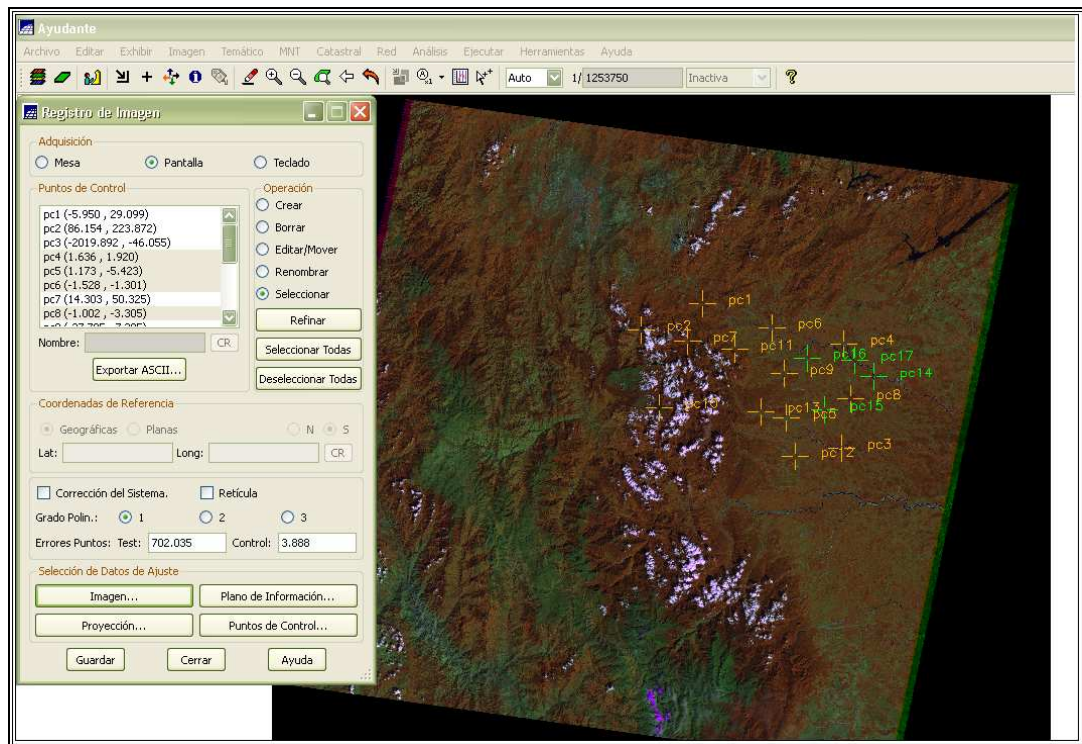 Ayudante
Archivo Editar Exhibir Imagen Temático MNT Catastral Red Análisis Ejecutar Herramientas Ayuda
Auto 1/ 1253750 Inactiva
Registro de Imagen
Adquisición
Mesa Pantalla Teclado
Puntos de Control
pc1 (-5.950 , 29.099)
pc2 (86.154 , 223.872)
pc3 (-2019.892 , -46.055)
pc4 (1.636 , 1.920)
pc5 (1.173 , -5.423)
pc6 (-1.528 , -1.301)
pc7 (14.303 , 50.325)
pc8 (-1.002 , -3.305)
Nombre: CR
Exportar ASCII...
Operación
Crear
Borrar
Editar/Mover
Renombrar
Seleccionar
Refinar
Seleccionar Todas
Deseleccionar Todas
Coordenadas de Referencia
Geográficas Planas N S
Lat: Long: CR
Corrección del Sistema. Retícula
Grado Polin.: 1 2 3
Errores Puntos: Test: 702.035 Control: 3.888
Selección de Datos de Ajuste
Imagen... Plano de Información...
Proyección... Puntos de Control...
Guardar Cerrar Ayuda
pc1
pc2
pc6
pc7
pc11
pc4
pc16
pc17
pc9
pc14
pc8
pc10
pc13
pc5
pc15
pc3